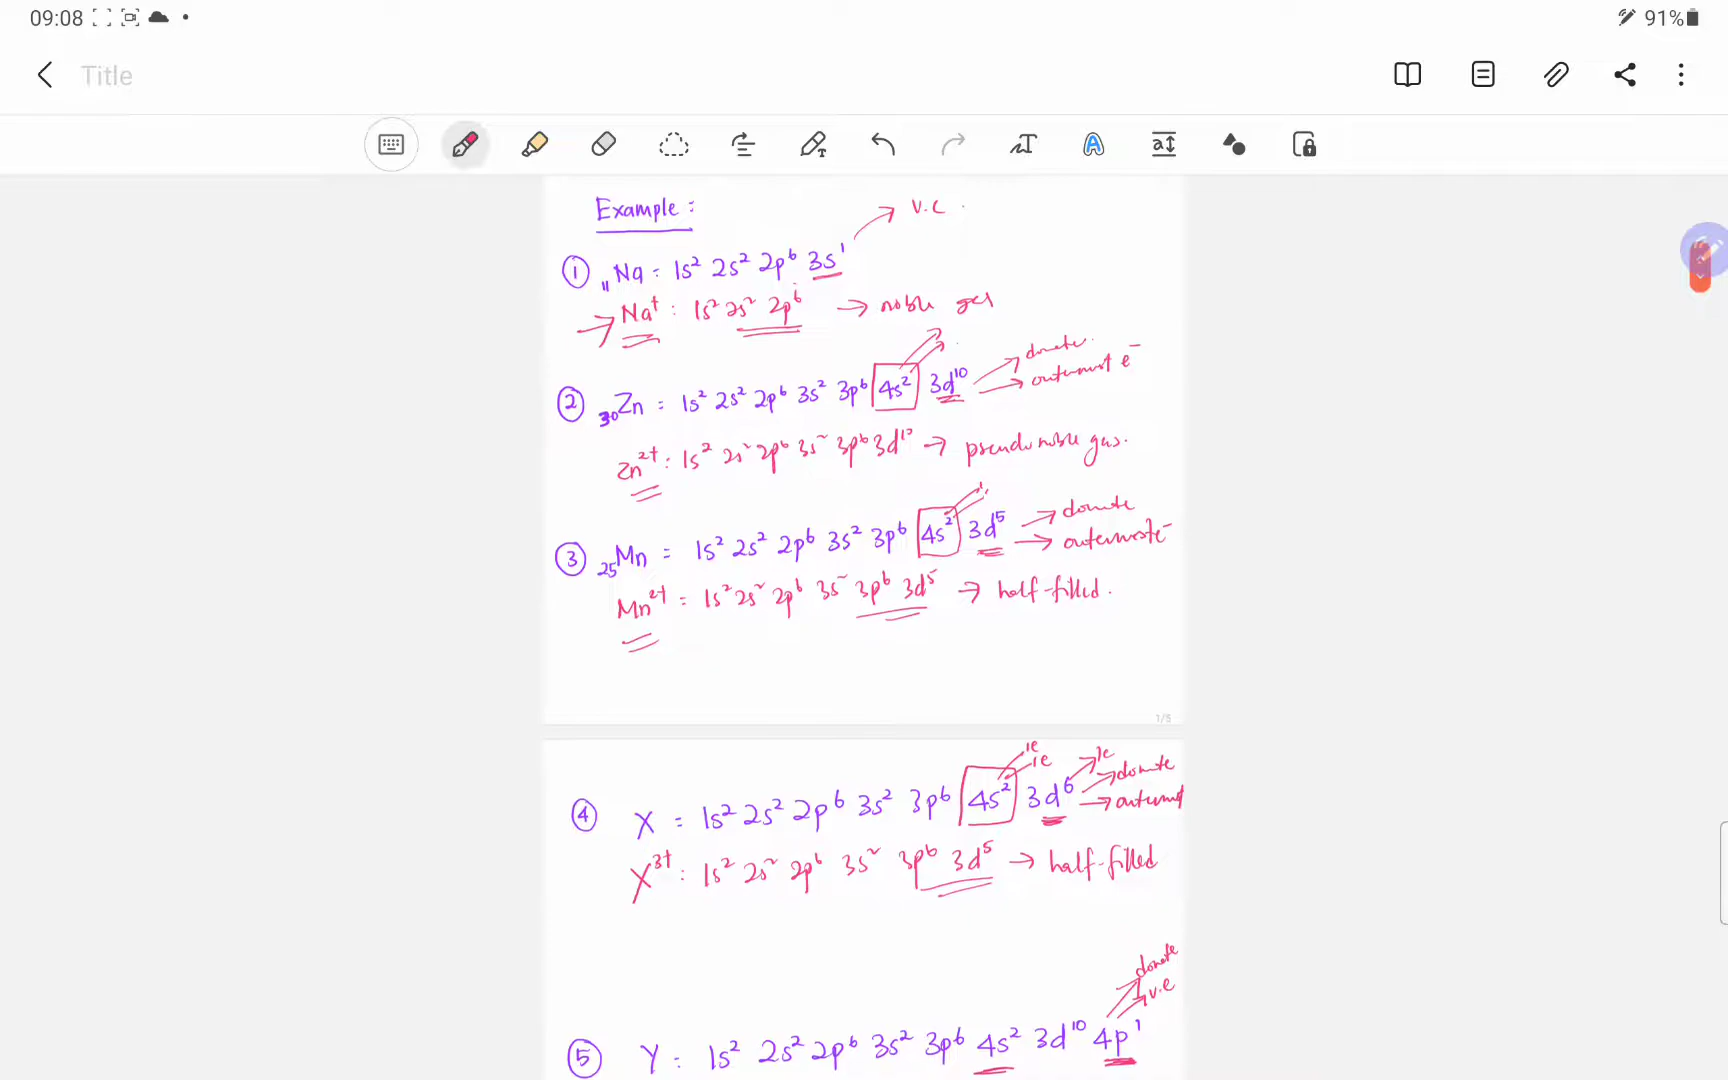 09:08
91%
Title
Example :
→ v.e
① ₁₁Na = 1s² 2s² 2p⁶ 3s¹
→ Na⁺ : 1s² 2s² 2p⁶ → noble gas
→ donate
→ outermost e⁻
② ₃₀Zn = 1s² 2s² 2p⁶ 3s² 3p⁶ 4s² 3d¹⁰
Zn²⁺ : 1s² 2s² 2p⁶ 3s² 3p⁶ 3d¹⁰ → pseudo noble gas.
→ donate
→ outermost e⁻
③ ₂₅Mn = 1s² 2s² 2p⁶ 3s² 3p⁶ 4s² 3d⁵
Mn²⁺ = 1s² 2s² 2p⁶ 3s² 3p⁶ 3d⁵ → half-filled.
1/5
1e
1e
1e
→ donate
→ outermost
④ X = 1s² 2s² 2p⁶ 3s² 3p⁶ 4s² 3d⁶
X³⁺ : 1s² 2s² 2p⁶ 3s² 3p⁶ 3d⁵ → half-filled
donate
v.e
⑤ Y : 1s² 2s² 2p⁶ 3s² 3p⁶ 4s² 3d¹⁰ 4p¹